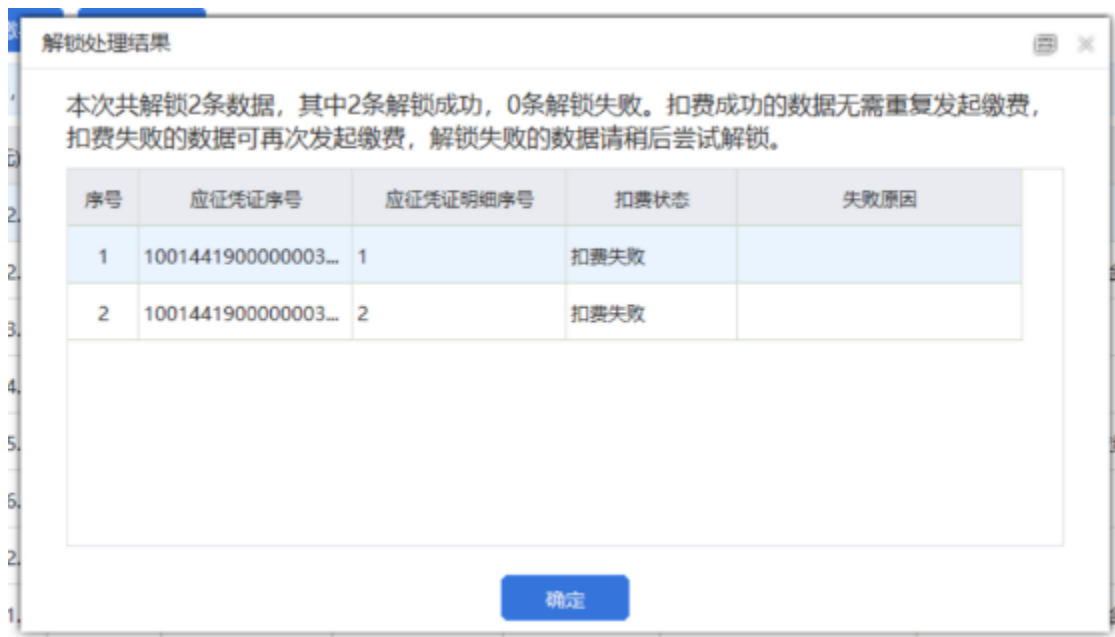 解锁处理结果
本次共解锁2条数据，其中2条解锁成功，0条解锁失败。扣费成功的数据无需重复发起缴费，
扣费失败的数据可再次发起缴费，解锁失败的数据请稍后尝试解锁。
序号 应征凭证序号 应征凭证明细序号 扣费状态 失败原因
1 1001441900000003... 1 扣费失败
2 1001441900000003... 2 扣费失败
确定